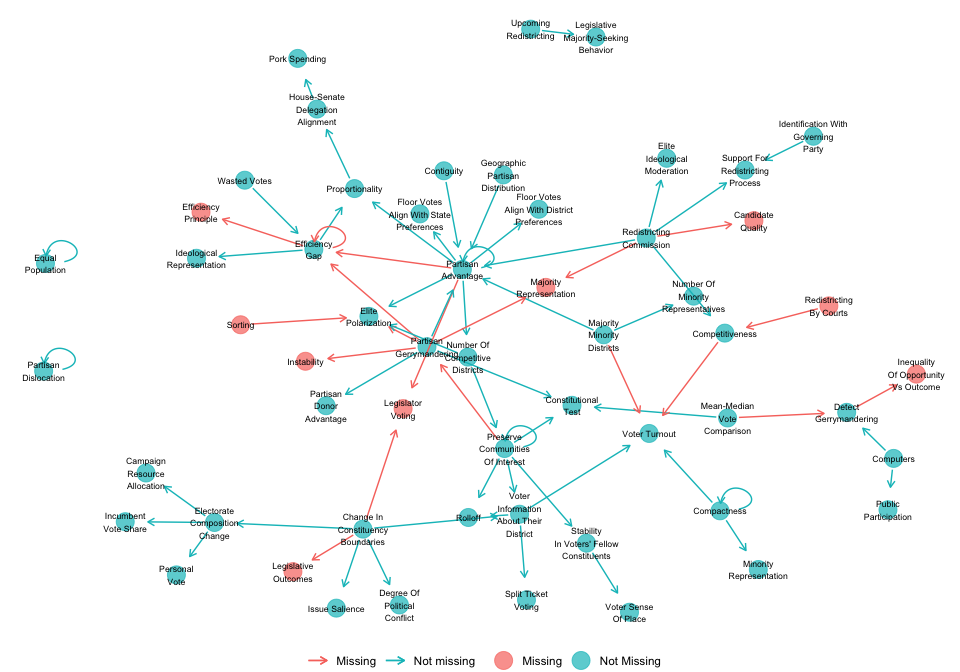 Upcoming
Redistricting
Legislative
Majority-Seeking
Behavior
Pork Spending
House-Senate
Delegation
Alignment
Identification With
Governing
Party
Elite
Ideological
Moderation
Support For
Redistricting
Process
Contiguity
Geographic
Partisan
Distribution
Wasted Votes
Proportionality
Floor Votes
Align With State
Preferences
Floor Votes
Align With District
Preferences
Efficiency
Principle
Candidate
Quality
Redistricting
Commission
Efficiency
Gap
Ideological
Representation
Equal
Population
Partisan
Advantage
Majority
Representation
Number Of
Minority
Representatives
Redistricting
By Courts
Sorting
Elite
Polarization
Majority
Minority
Districts
Competitiveness
Partisan
Gerrymandering
Number Of
Competitive
Districts
Instability
Partisan
Dislocation
Inequality
Of Opportunity
Vs Outcome
Partisan
Donor
Advantage
Legislator
Voting
Constitutional
Test
Mean-Median
Vote
Comparison
Detect
Gerrymandering
Voter Turnout
Preserve
Communities
Of Interest
Computers
Campaign
Resource
Allocation
Public
Participation
Compactness
Incumbent
Vote Share
Electorate
Composition
Change
Change In
Constituency
Boundaries
Rolloff
Voter
Information
About Their
District
Stability
In Voters' Fellow
Constituents
Personal
Vote
Legislative
Outcomes
Minority
Representation
Issue Salience
Degree Of
Political
Conflict
Split Ticket
Voting
Voter Sense
Of Place
Missing
Not missing
Missing
Not Missing